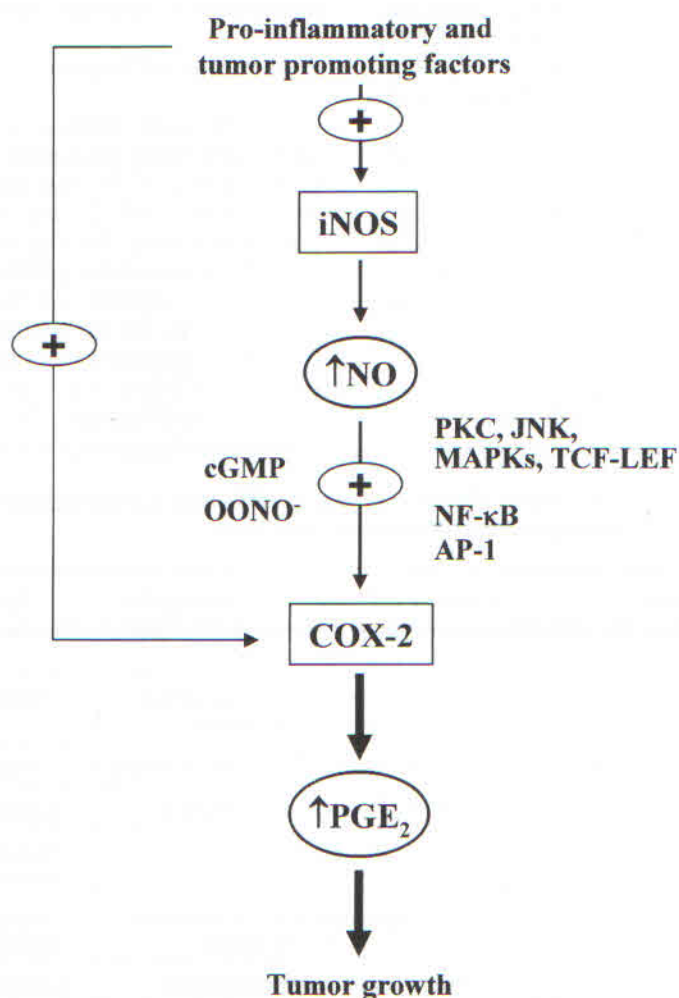 Pro-inflammatory and
tumor promoting factors
+
iNOS
+
↑NO
cGMP
OONO⁻
+
PKC, JNK,
MAPKs, TCF-LEF
NF-κB
AP-1
COX-2
↑PGE₂
Tumor growth